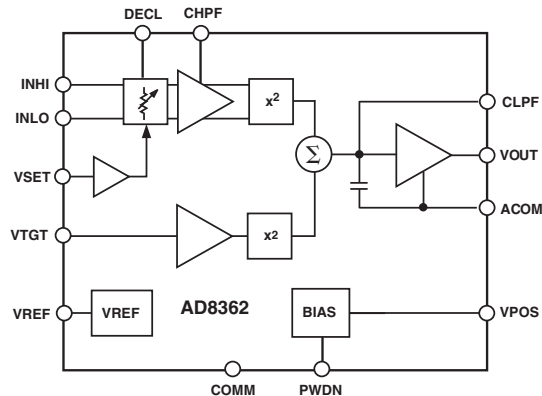 DECL CHPF
INHI
x²
CLPF
INLO
Σ
VOUT
VSET
ACOM
VTGT
x²
VREF
VREF
AD8362
BIAS
VPOS
COMM PWDN